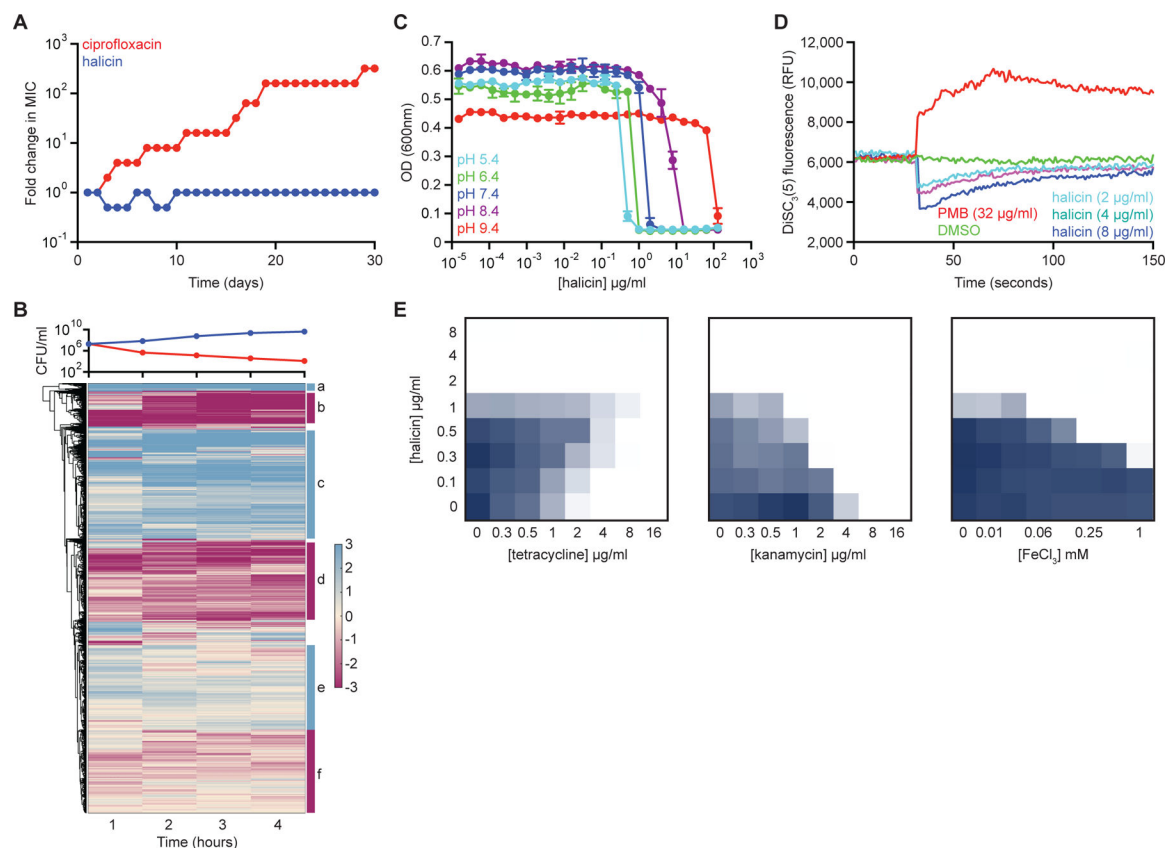 A
Fold change in MIC
10³
10²
10¹
10⁰
10⁻¹
ciprofloxacin
halicin
0 10 20 30
Time (days)
C
OD (600nm)
0.7
0.6
0.5
0.4
0.3
0.2
0.1
0
pH 5.4
pH 6.4
pH 7.4
pH 8.4
pH 9.4
10⁻⁵ 10⁻⁴ 10⁻³ 10⁻² 10⁻¹ 10⁰ 10¹ 10² 10³
[halicin] µg/ml
D
DiSC₃(5) fluorescence (RFU)
12,000
10,000
8,000
6,000
4,000
2,000
PMB (32 µg/ml)
DMSO
halicin (2 µg/ml)
halicin (4 µg/ml)
halicin (8 µg/ml)
0 50 100 150
Time (seconds)
B
CFU/ml
10¹⁰
10⁶
10²
a
b
c
d
e
f
3
2
1
0
-1
-2
-3
1 2 3 4
Time (hours)
E
[halicin] µg/ml
8
4
2
1
0.5
0.3
0.1
0
0 0.3 0.5 1 2 4 8 16
[tetracycline] µg/ml
0 0.3 0.5 1 2 4 8 16
[kanamycin] µg/ml
0 0.01 0.06 0.25 1
[FeCl₃] mM